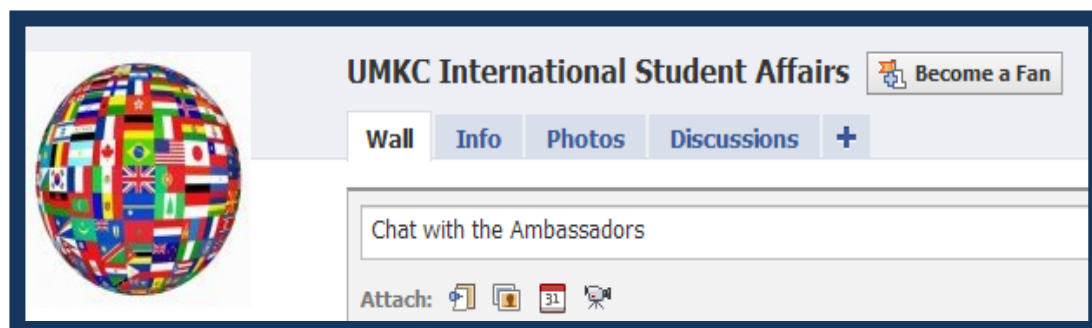 UMKC International Student Affairs Become a Fan
Wall Info Photos Discussions +
Chat with the Ambassadors
Attach: 31